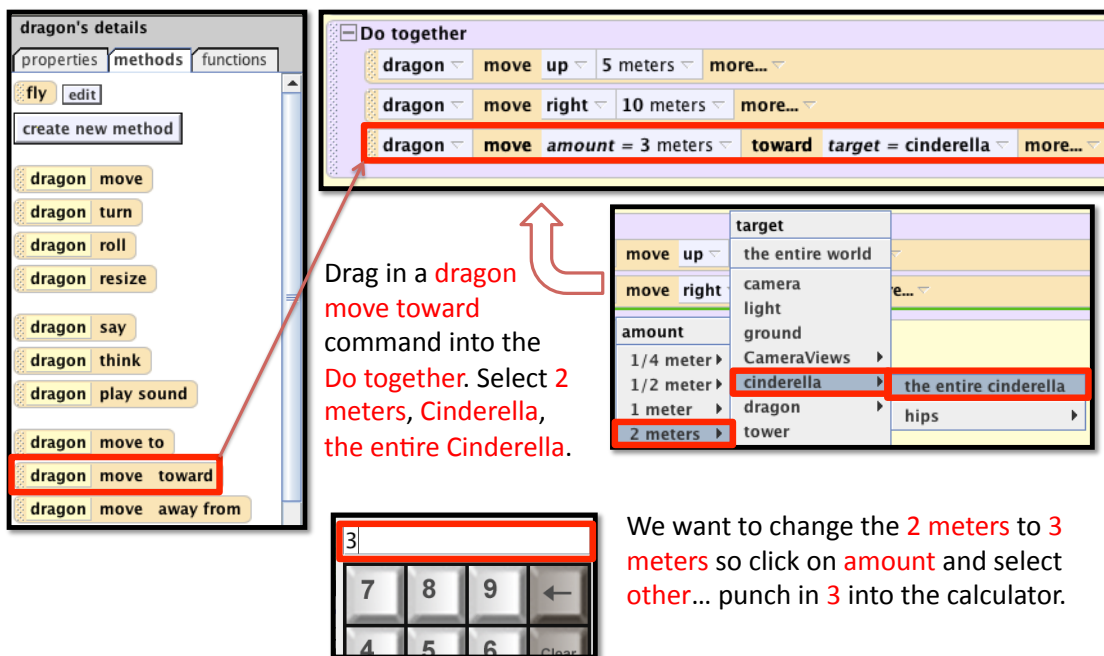 dragon's details
properties methods functions
fly edit
create new method
dragon move
dragon turn
dragon roll
dragon resize
dragon say
dragon think
dragon play sound
dragon move to
dragon move toward
dragon move away from
Do together
dragon move up 5 meters more...
dragon move right 10 meters more...
dragon move amount = 3 meters toward target = cinderella more...
Drag in a dragon
move toward
command into the
Do together. Select 2
meters, Cinderella,
the entire Cinderella.
target
move up the entire world
move right camera e...
light
amount ground
1/4 meter CameraViews
1/2 meter cinderella the entire cinderella
1 meter dragon hips
2 meters tower
3
7 8 9 ←
4 5 6 Clear
We want to change the 2 meters to 3
meters so click on amount and select
other... punch in 3 into the calculator.